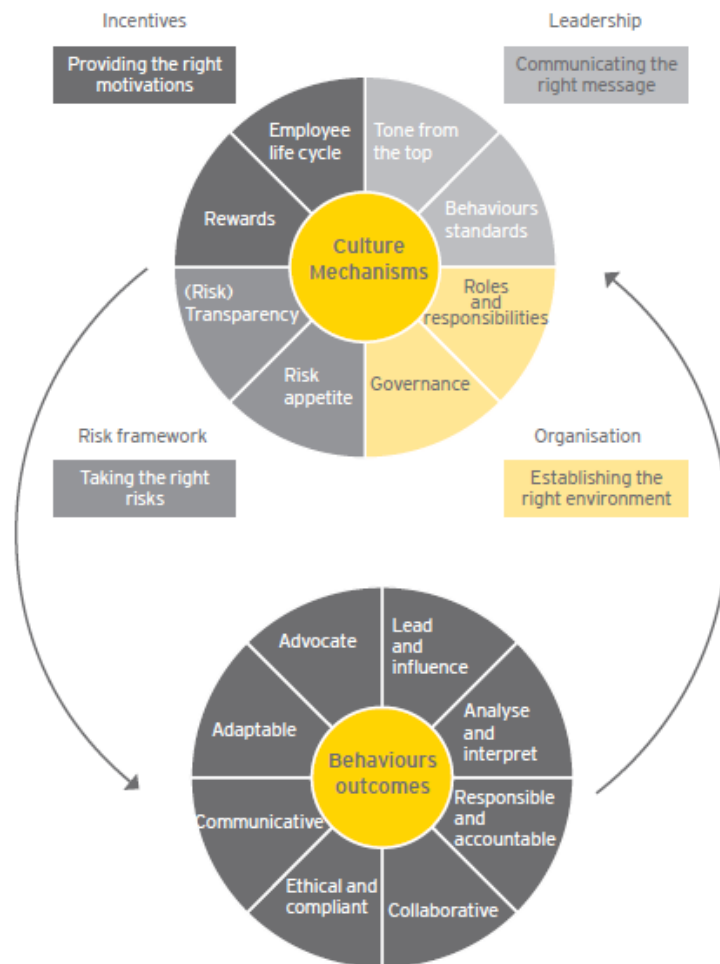 Incentives
Leadership
Providing the right
motivations
Communicating the
right message
Employee
life cycle
Tone from
the top
Rewards
Behaviours
standards
Culture
Mechanisms
(Risk)
Transparency
Roles
and
responsibilities
Risk
appetite
Governance
Risk framework
Organisation
Taking the right
risks
Establishing the
right environment
Advocate
Lead
and
influence
Adaptable
Analyse
and
interpret
Behaviours
outcomes
Communicative
Responsible
and
accountable
Ethical and
compliant
Collaborative